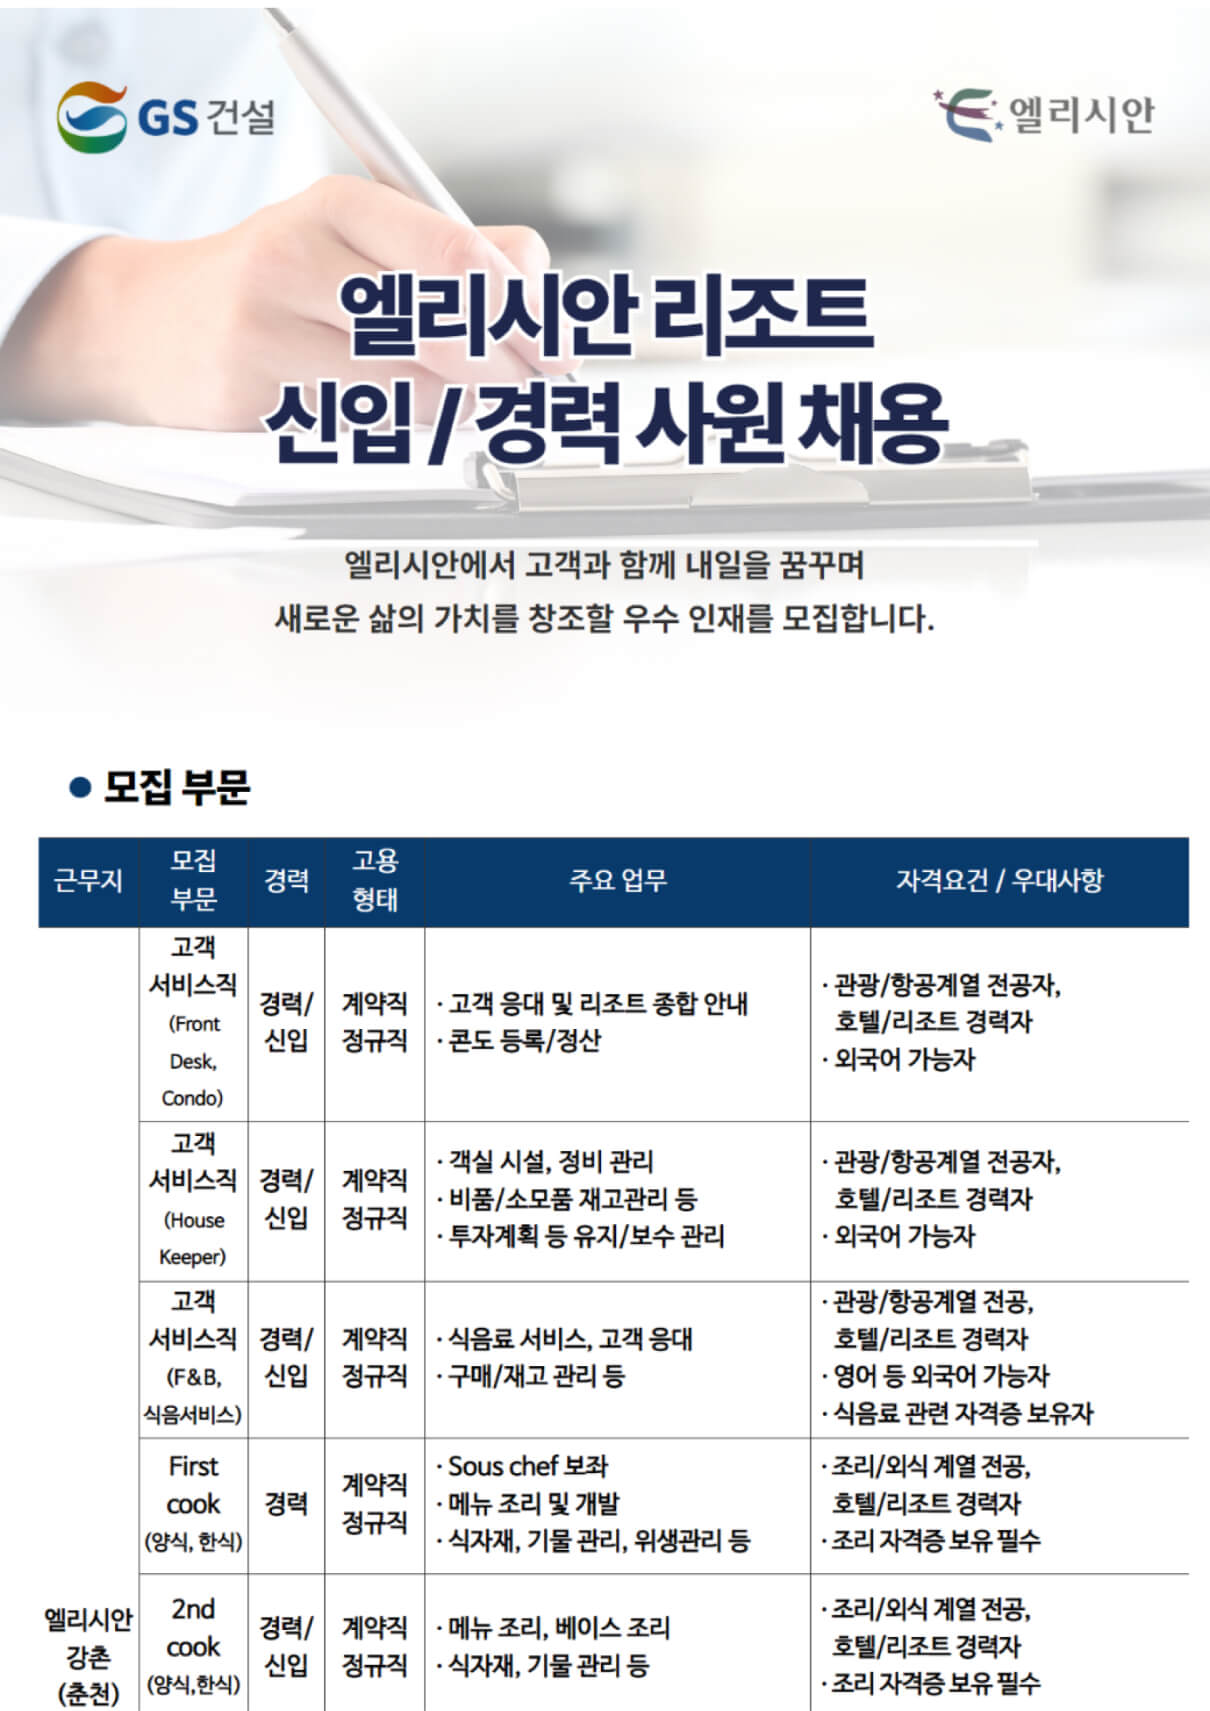 GS건설
엘리시안
엘리시안 리조트
신입 / 경력 사원 채용
엘리시안에서 고객과 함께 내일을 꿈꾸며
새로운 삶의 가치를 창조할 우수 인재를 모집합니다.
● 모집 부문
근무지
모집
부문
경력
고용
형태
주요 업무
자격요건 / 우대사항
고객
서비스직
(Front
Desk,
Condo)
경력/
신입
계약직
정규직
· 고객 응대 및 리조트 종합 안내
· 콘도 등록/정산
· 관광/항공계열 전공자,
호텔/리조트 경력자
· 외국어 가능자
고객
서비스직
(House
Keeper)
경력/
신입
계약직
정규직
· 객실 시설, 정비 관리
· 비품/소모품 재고관리 등
· 투자계획 등 유지/보수 관리
· 관광/항공계열 전공자,
호텔/리조트 경력자
· 외국어 가능자
고객
서비스직
(F&B,
식음서비스)
경력/
신입
계약직
정규직
· 식음료 서비스, 고객 응대
· 구매/재고 관리 등
· 관광/항공계열 전공,
호텔/리조트 경력자
· 영어 등 외국어 가능자
· 식음료 관련 자격증 보유자
First
cook
(양식, 한식)
경력
계약직
정규직
· Sous chef 보좌
· 메뉴 조리 및 개발
· 식자재, 기물 관리, 위생관리 등
· 조리/외식 계열 전공,
호텔/리조트 경력자
· 조리 자격증 보유 필수
엘리시안
강촌
(춘천)
2nd
cook
(양식,한식)
경력/
신입
계약직
정규직
· 메뉴 조리, 베이스 조리
· 식자재, 기물 관리 등
· 조리/외식 계열 전공,
호텔/리조트 경력자
· 조리 자격증 보유 필수